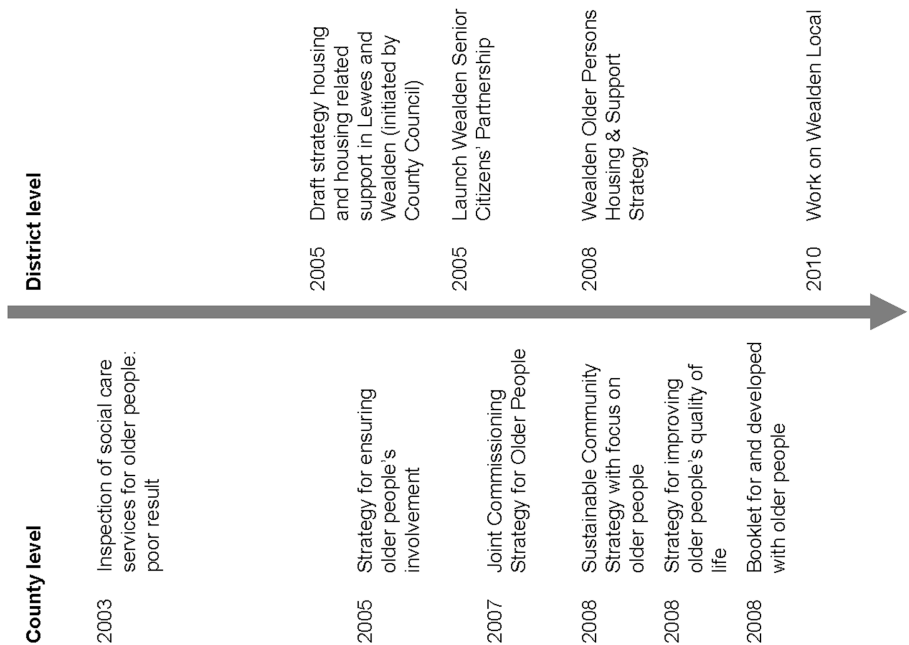 County level
2003 Inspection of social care
services for older people:
poor result
2005 Strategy for ensuring
older people's
involvement
2007 Joint Commissioning
Strategy for Older People
2008 Sustainable Community
Strategy with focus on
older people
2008 Strategy for improving
older people's quality of
life
2008 Booklet for and developed
with older people
District level
2005 Draft strategy housing
and housing related
support in Lewes and
Wealden (initiated by
County Council)
2005 Launch Wealden Senior
Citizens' Partnership
2008 Wealden Older Persons
Housing & Support
Strategy
2010 Work on Wealden Local